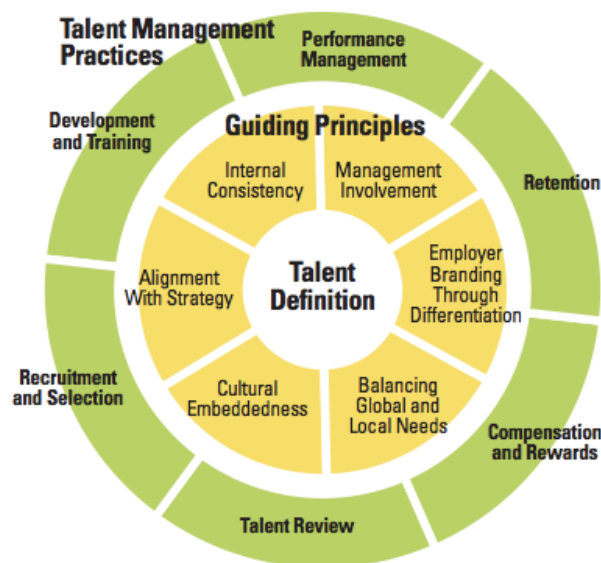 Talent Management
Practices
Performance
Management
Development
and Training
Guiding Principles
Internal
Consistency
Management
Involvement
Retention
Alignment
With Strategy
Talent
Definition
Employer
Branding
Through
Differentiation
Recruitment
and Selection
Cultural
Embeddedness
Balancing
Global and
Local Needs
Compensation
and Rewards
Talent Review